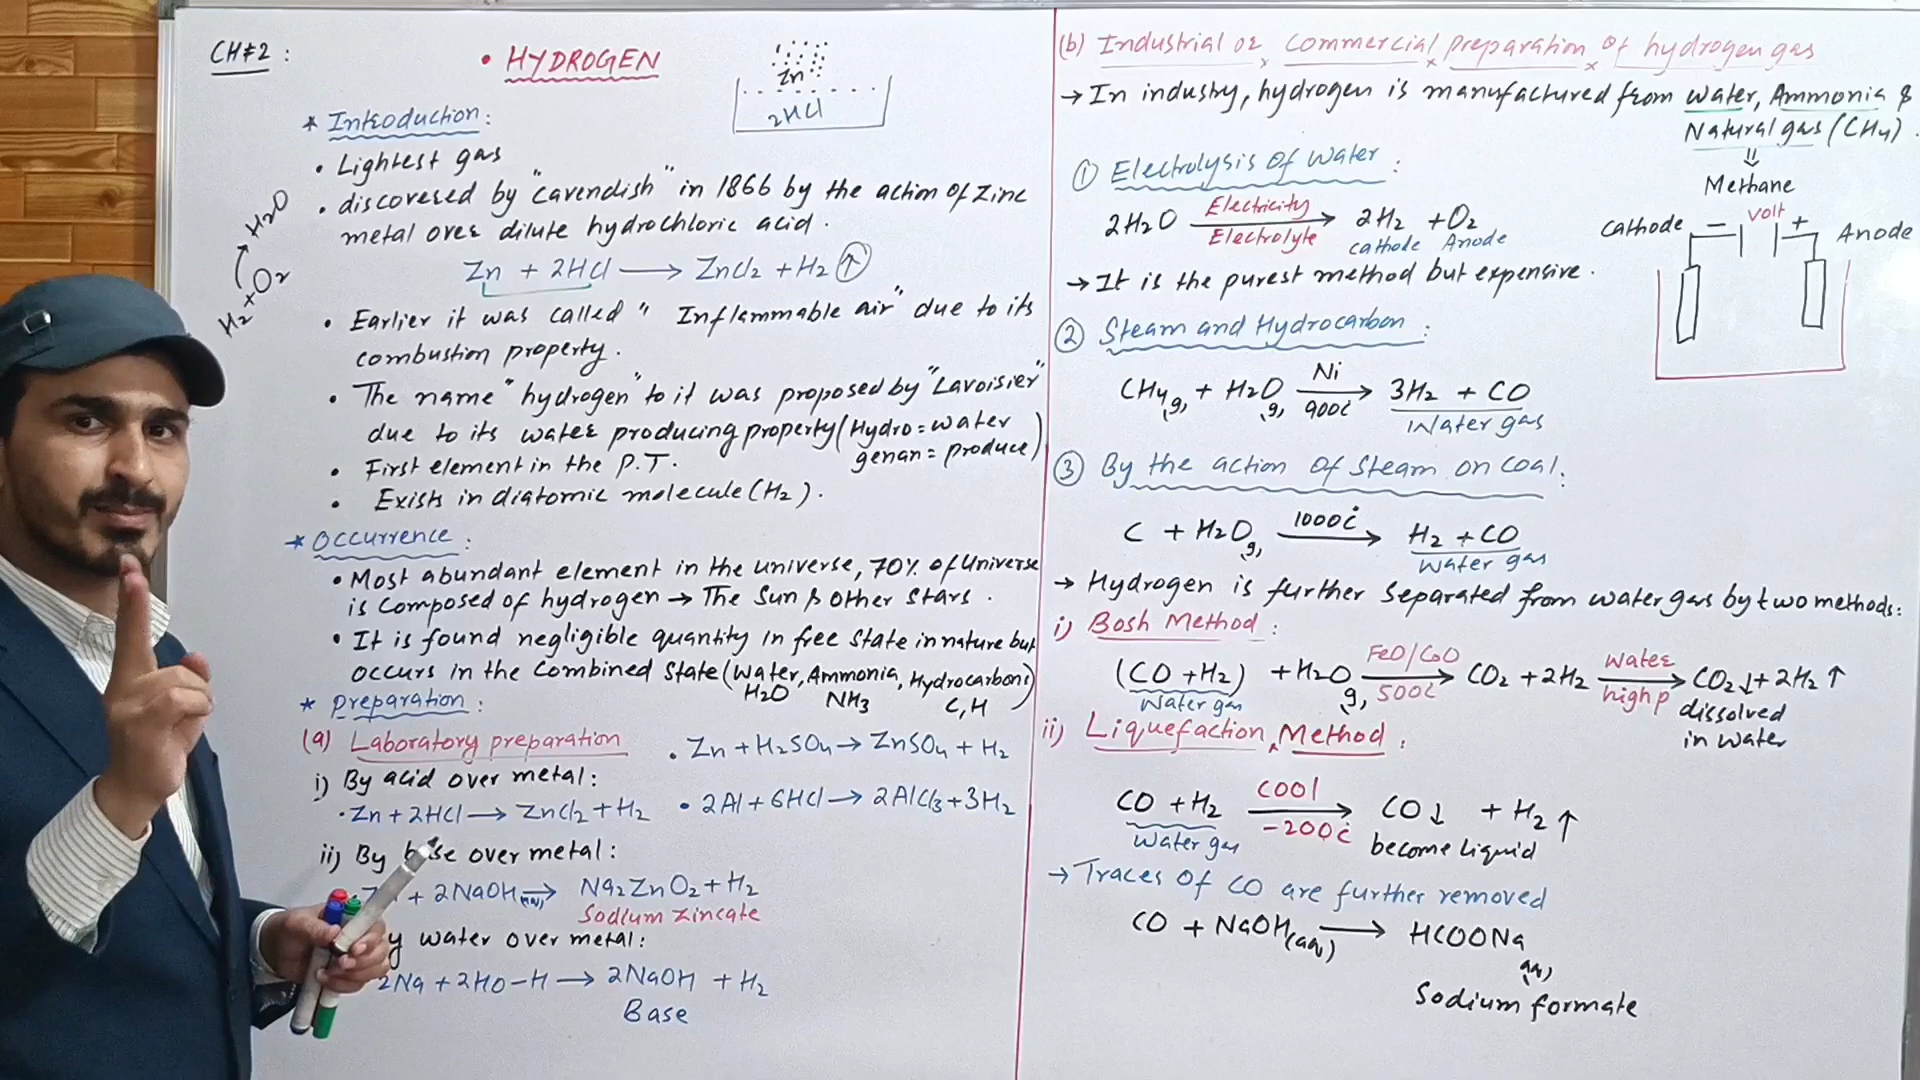 CH#2:
• HYDROGEN
Zn
2HCl
* Introduction:
• Lightest gas
• discovered by "Cavendish" in 1866 by the action of Zinc
metal over dilute hydrochloric acid.
Zn + 2HCl → ZnCl2 + H2 ↑
H2+O2 → H2O
• Earlier it was called " Inflammable air" due to its
combustion property.
• The name "hydrogen" to it was proposed by "Lavoisier"
due to its water producing property (Hydro = water
genan = produce)
• First element in the P.T.
• Exists in diatomic molecule (H2).
* Occurrence:
• Most abundant element in the universe, 70% of Universe
is composed of hydrogen → The Sun & other stars.
• It is found negligible quantity in free state in nature but
occurs in the Combined State (Water, Ammonia, Hydrocarbons)
H2O NH3 C,H
* Preparation:
(a) Laboratory preparation
• Zn + H2SO4 → ZnSO4 + H2
i) By acid over metal:
• Zn + 2HCl → ZnCl2 + H2 • 2Al + 6HCl → 2AlCl3 + 3H2
ii) By base over metal:
+ 2NaOH(aq) → Na2ZnO2 + H2
Sodium zincate
y water over metal:
2Na + 2HO-H → 2NaOH + H2
Base
(b) Industrial or Commercial preparation of hydrogen gas
→ In industry, hydrogen is manufactured from water, Ammonia &
Natural gas (CH4).
⇓
Methane
① Electrolysis of Water:
2H2O Electricity → Electrolyte 2H2 + O2
cathode Anode
Cathode - Volt + Anode
→ It is the purest method but expensive.
② Steam and Hydrocarbon:
CH4(g) + H2O(g) Ni → 900c̊ 3H2 + CO
Water gas
③ By the action of Steam on Coal:
C + H2O(g) 1000c̊ → H2 + CO
Water gas
→ Hydrogen is further Separated from water gas by two methods:
i) Bosh Method:
(CO + H2) + H2O(g) FeO/CoO → 500c̊ CO2 + 2H2 Water → high p CO2↓ + 2H2 ↑
Water gas dissolved
in water
ii) Liquefaction Method:
CO + H2 COOl → -200c̊ CO↓ + H2 ↑
Water gas become liquid
→ Traces of CO are further removed
CO + NaOH(aq) → HCOONa
(aq)
Sodium formate